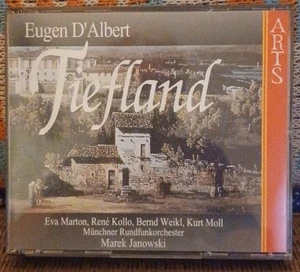 Eugen D'Albert
Tiefland
ARTS
Eva Marton, René Kollo, Bernd Weikl, Kurt Moll
Münchner Rundfunkorchester
Marek Janowski